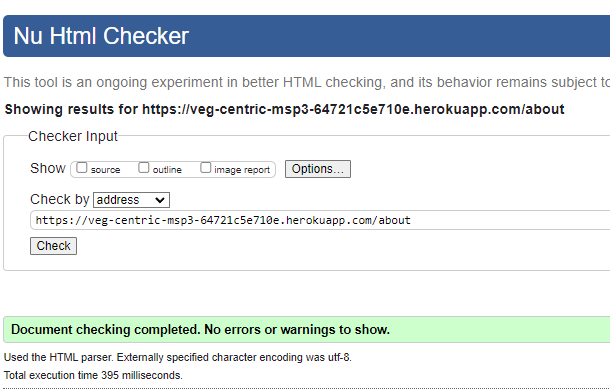 Nu Html Checker
This tool is an ongoing experiment in better HTML checking, and its behavior remains subject to
Showing results for https://veg-centric-msp3-64721c5e710e.herokuapp.com/about
Checker Input
Show source outline image report Options...
Check by address
https://veg-centric-msp3-64721c5e710e.herokuapp.com/about
Check
Document checking completed. No errors or warnings to show.
Used the HTML parser. Externally specified character encoding was utf-8.
Total execution time 395 milliseconds.